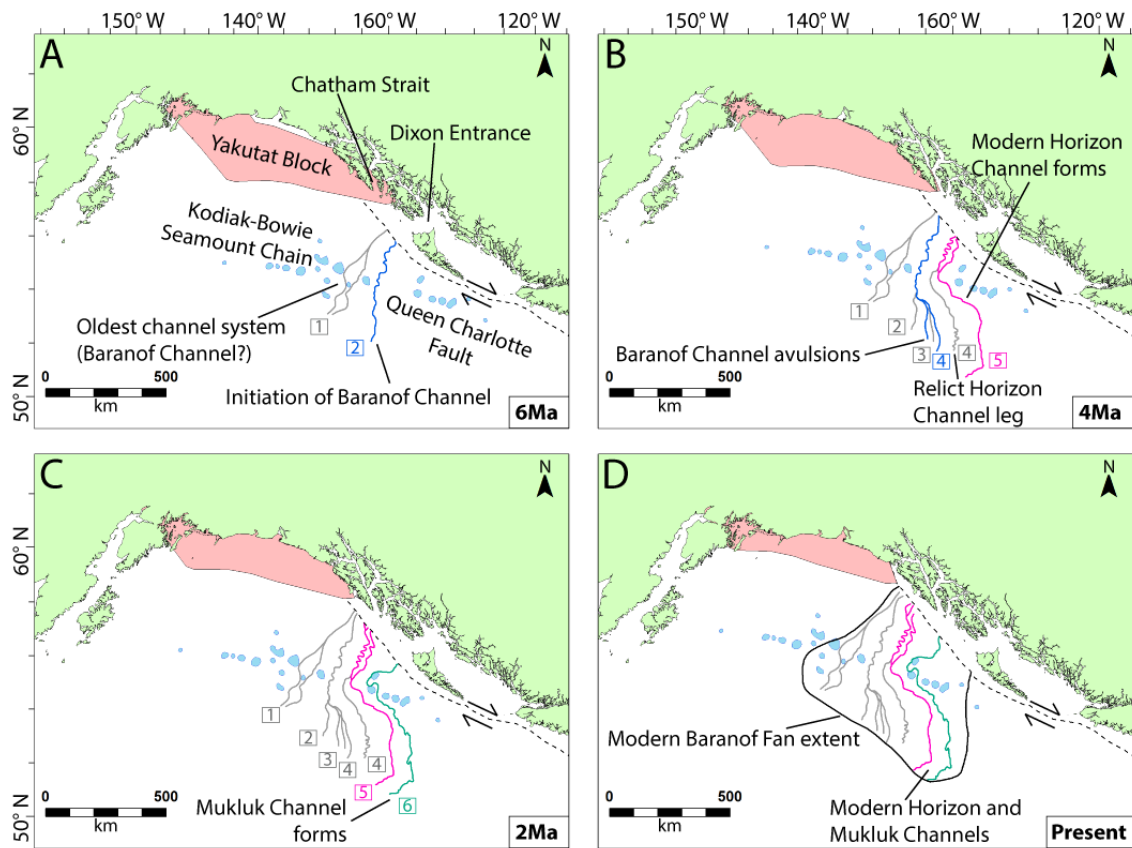 150° W
140° W
160° W
120° W
150° W
140° W
160° W
120° W
A
N
Chatham Strait
Dixon Entrance
60° N
Yakutat Block
Kodiak-Bowie
Seamount Chain
Queen Charlotte
Fault
1
Oldest channel system
(Baranof Channel?)
2
Initiation of Baranof Channel
0
500
km
50° N
6Ma
B
N
Modern Horizon
Channel forms
1
2
Baranof Channel avulsions
3
4
4
5
Relict Horizon
Channel leg
0
500
km
4Ma
C
N
60° N
1
2
3
4
4
5
6
Mukluk Channel
forms
0
500
km
50° N
2Ma
D
N
Modern Baranof Fan extent
Modern Horizon and
Mukluk Channels
0
500
km
Present